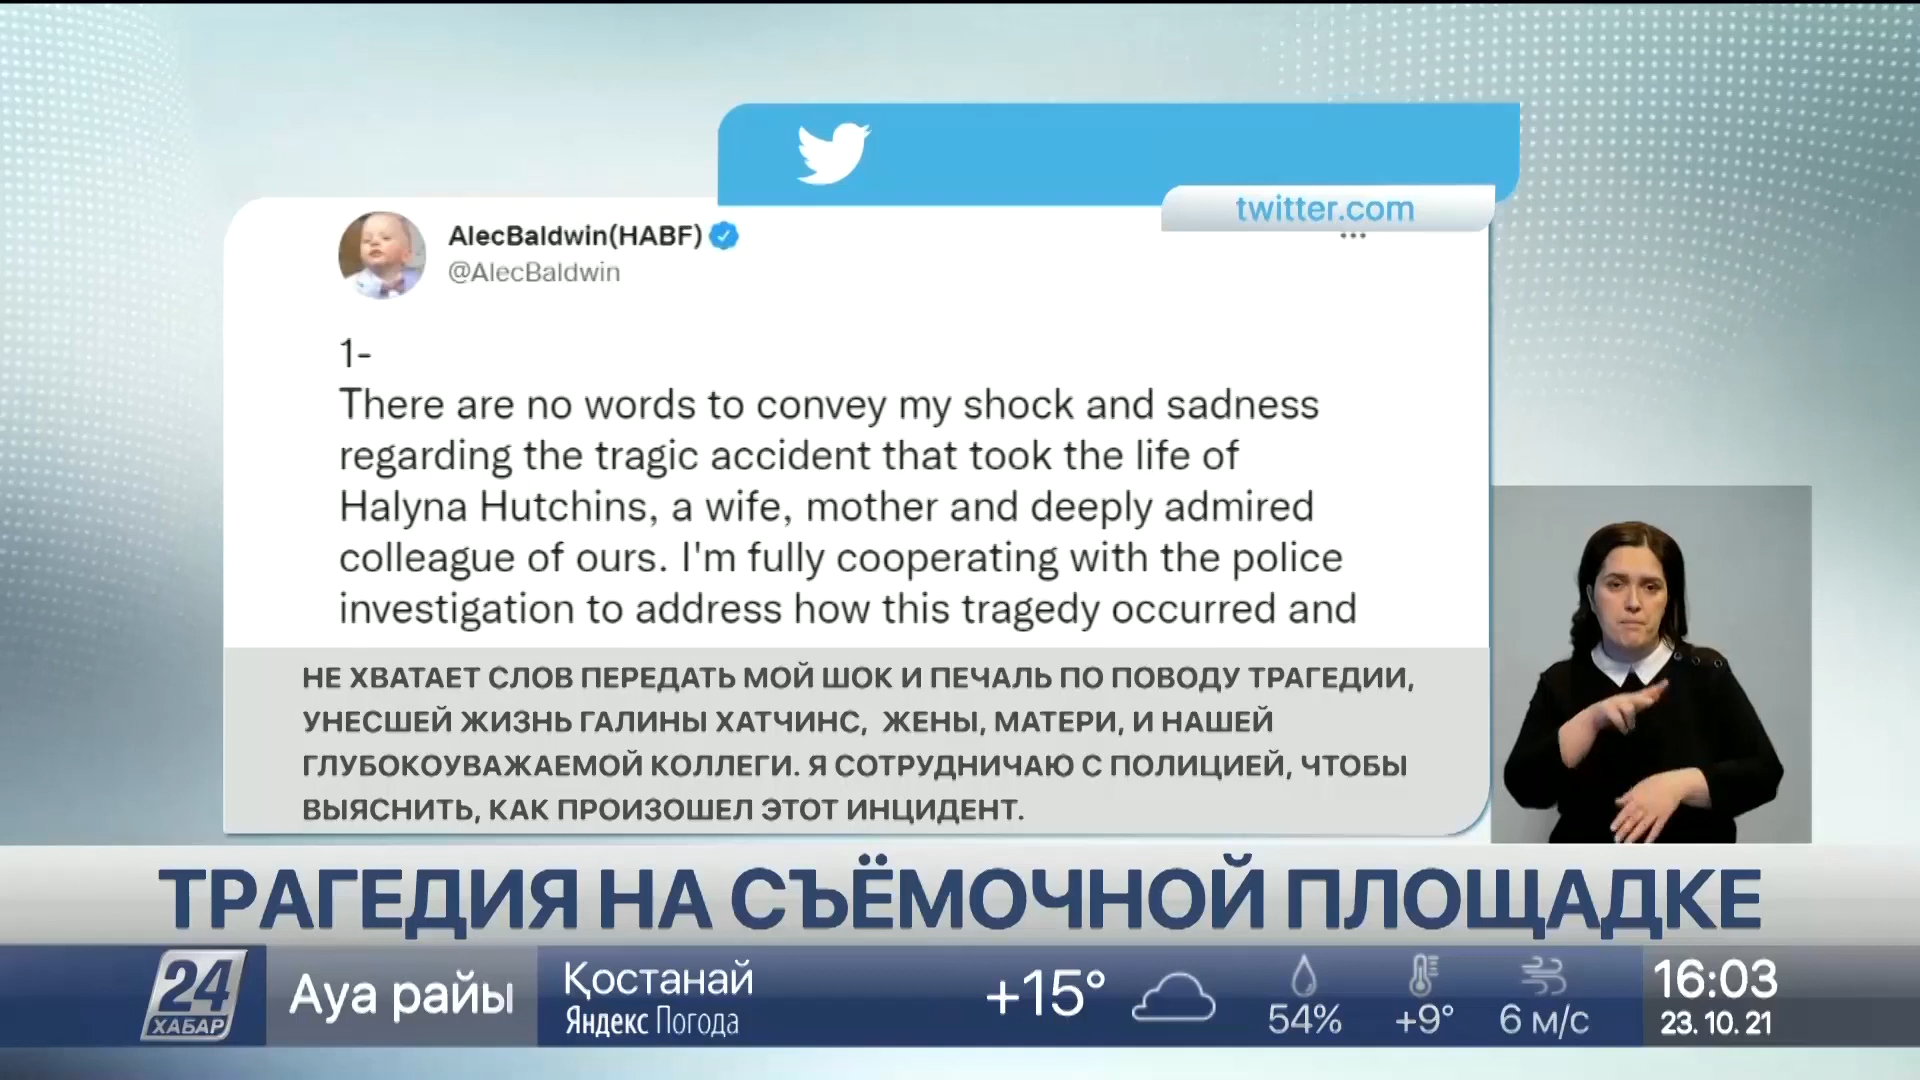 twitter.com
AlecBaldwin(HABF)
@AlecBaldwin
1-
There are no words to convey my shock and sadness
regarding the tragic accident that took the life of
Halyna Hutchins, a wife, mother and deeply admired
colleague of ours. I'm fully cooperating with the police
investigation to address how this tragedy occurred and
НЕ ХВАТАЕТ СЛОВ ПЕРЕДАТЬ МОЙ ШОК И ПЕЧАЛЬ ПО ПОВОДУ ТРАГЕДИИ,
УНЕСШЕЙ ЖИЗНЬ ГАЛИНЫ ХАТЧИНС, ЖЕНЫ, МАТЕРИ, И НАШЕЙ
ГЛУБОКОУВАЖАЕМОЙ КОЛЛЕГИ. Я СОТРУДНИЧАЮ С ПОЛИЦИЕЙ, ЧТОБЫ
ВЫЯСНИТЬ, КАК ПРОИЗОШЕЛ ЭТОТ ИНЦИДЕНТ.
ТРАГЕДИЯ НА СЪЁМОЧНОЙ ПЛОЩАДКЕ
24
ХАБАР
Ауа райы
Қостанай
Яндекс Погода
+15°
54%
+9°
6 м/с
16:03
23. 10. 21